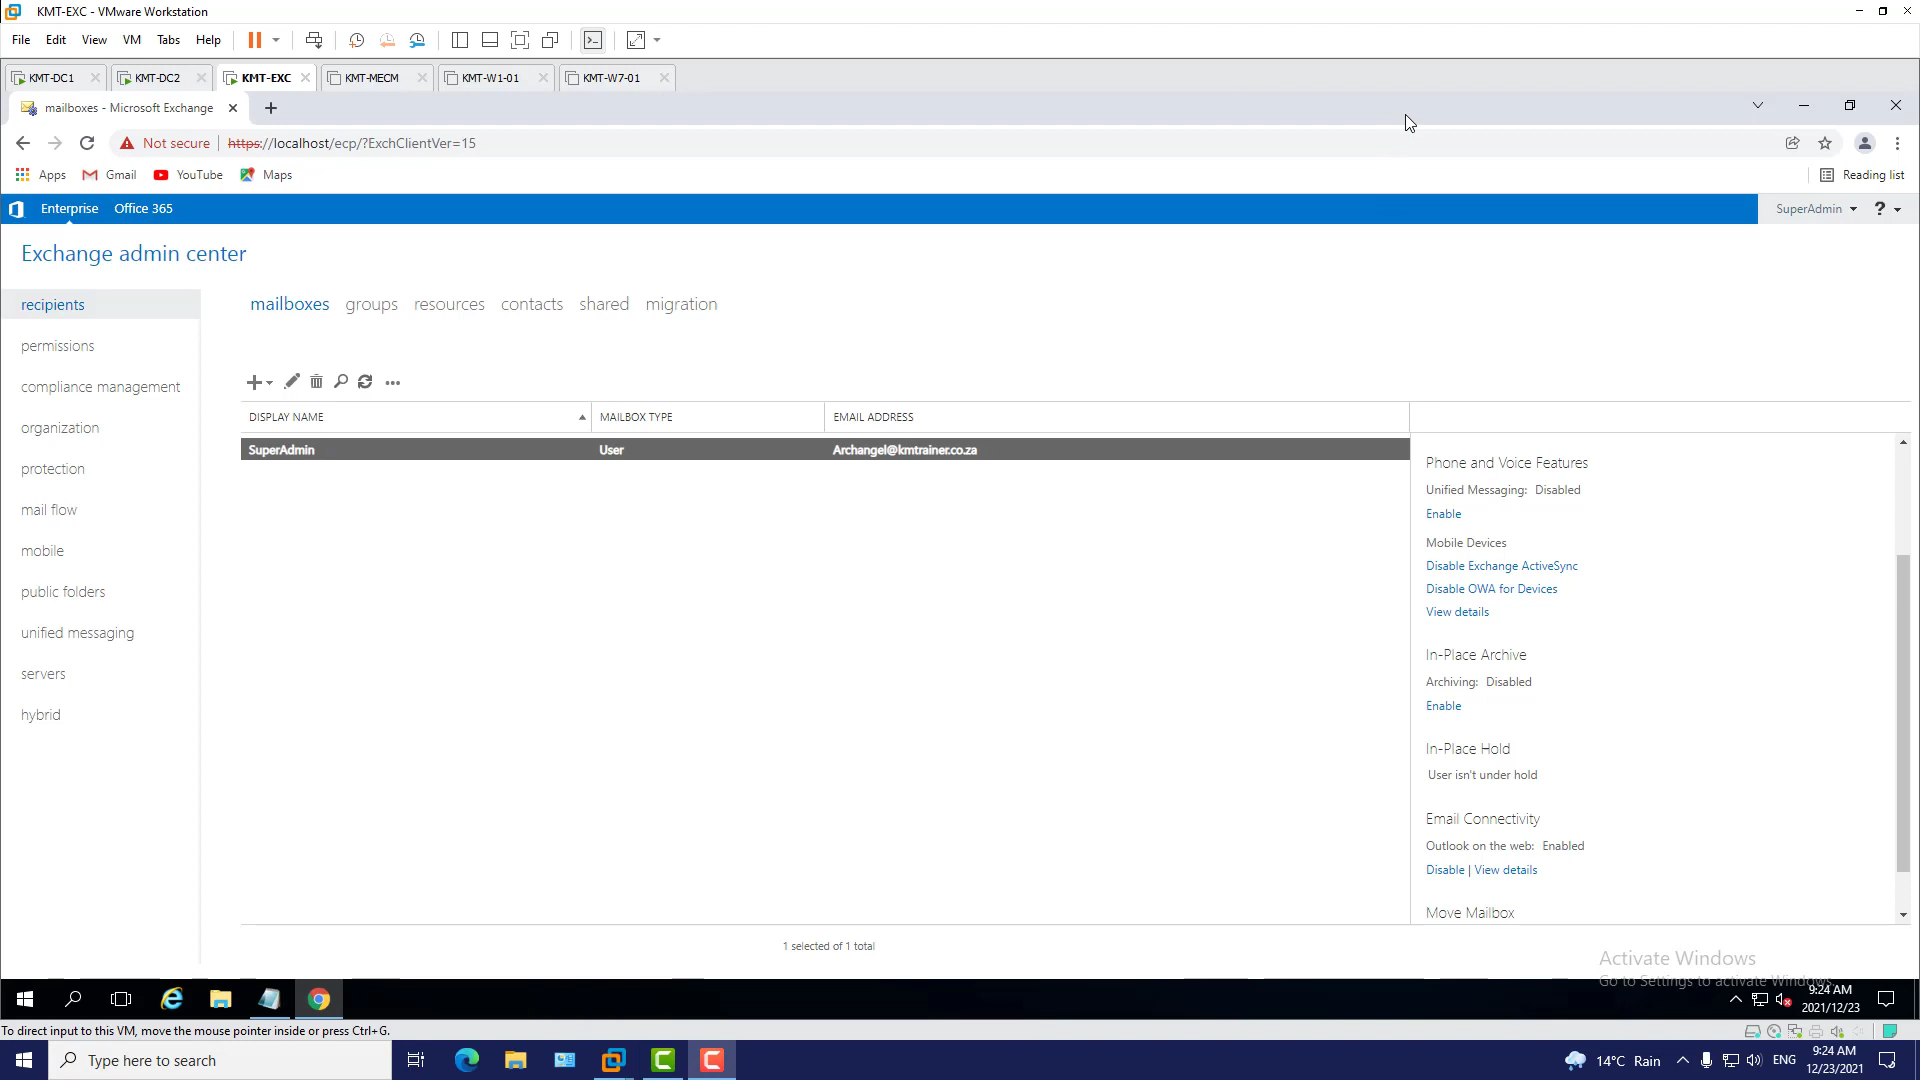 KMT-EXC - VMware Workstation
File Edit View VM Tabs Help
KMT-DC1 KMT-DC2 KMT-EXC KMT-MECM KMT-W1-01 KMT-W7-01
mailboxes - Microsoft Exchange
Not secure https://localhost/ecp/?ExchClientVer=15
Apps Gmail YouTube Maps Reading list
Enterprise Office 365 SuperAdmin ?
Exchange admin center
recipients
permissions
compliance management
organization
protection
mail flow
mobile
public folders
unified messaging
servers
hybrid
mailboxes groups resources contacts shared migration
DISPLAY NAME MAILBOX TYPE EMAIL ADDRESS
SuperAdmin User Archangel@kmtrainer.co.za
Phone and Voice Features
Unified Messaging: Disabled
Enable
Mobile Devices
Disable Exchange ActiveSync
Disable OWA for Devices
View details
In-Place Archive
Archiving: Disabled
Enable
In-Place Hold
User isn't under hold
Email Connectivity
Outlook on the web: Enabled
Disable | View details
Move Mailbox
1 selected of 1 total
Activate Windows
Go to Settings to activate Windows.
9:24 AM
2021/12/23
To direct input to this VM, move the mouse pointer inside or press Ctrl+G.
Type here to search
14°C Rain ENG
9:24 AM
12/23/2021